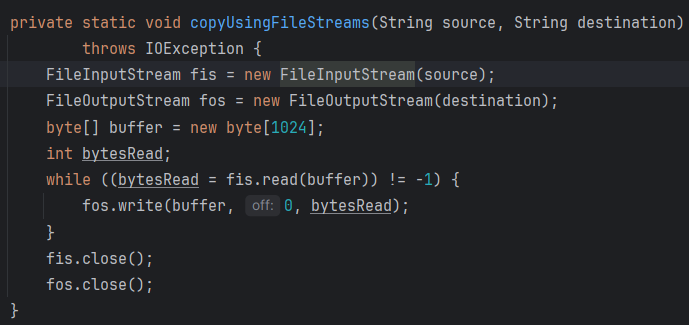 private static void copyUsingFileStreams(String source, String destination)
        throws IOException {
    FileInputStream fis = new FileInputStream(source);
    FileOutputStream fos = new FileOutputStream(destination);
    byte[] buffer = new byte[1024];
    int bytesRead;
    while ((bytesRead = fis.read(buffer)) != -1) {
        fos.write(buffer, off: 0, bytesRead);
    }
    fis.close();
    fos.close();
}